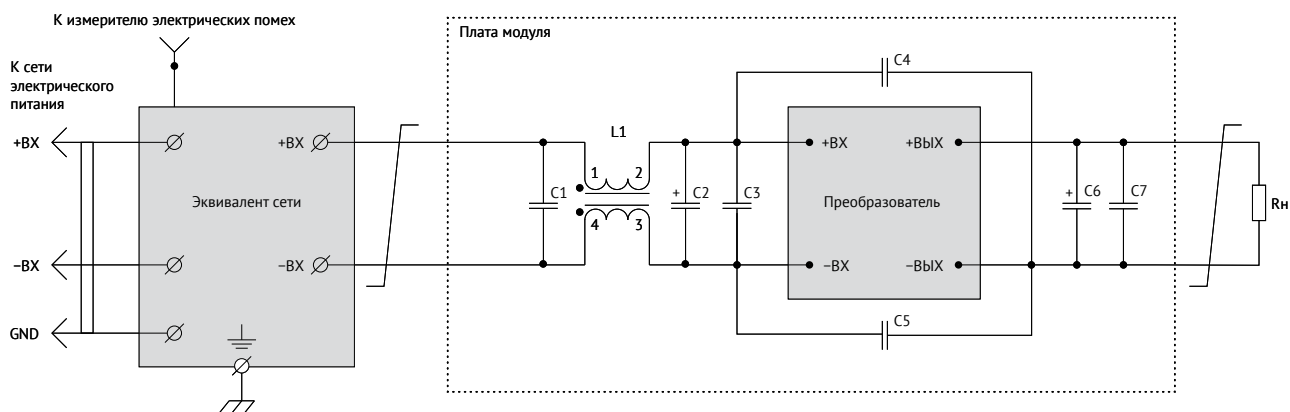 К измерителю электрических помех
К сети
электрического
питания
+ВХ
−ВХ
GND
+ВХ
Эквивалент сети
−ВХ
Плата модуля
C1
L1
1 2
4 3
+ C2
C3
C4
+ВХ
+ВЫХ
Преобразователь
−ВХ
−ВЫХ
C5
+ C6
C7
Rн